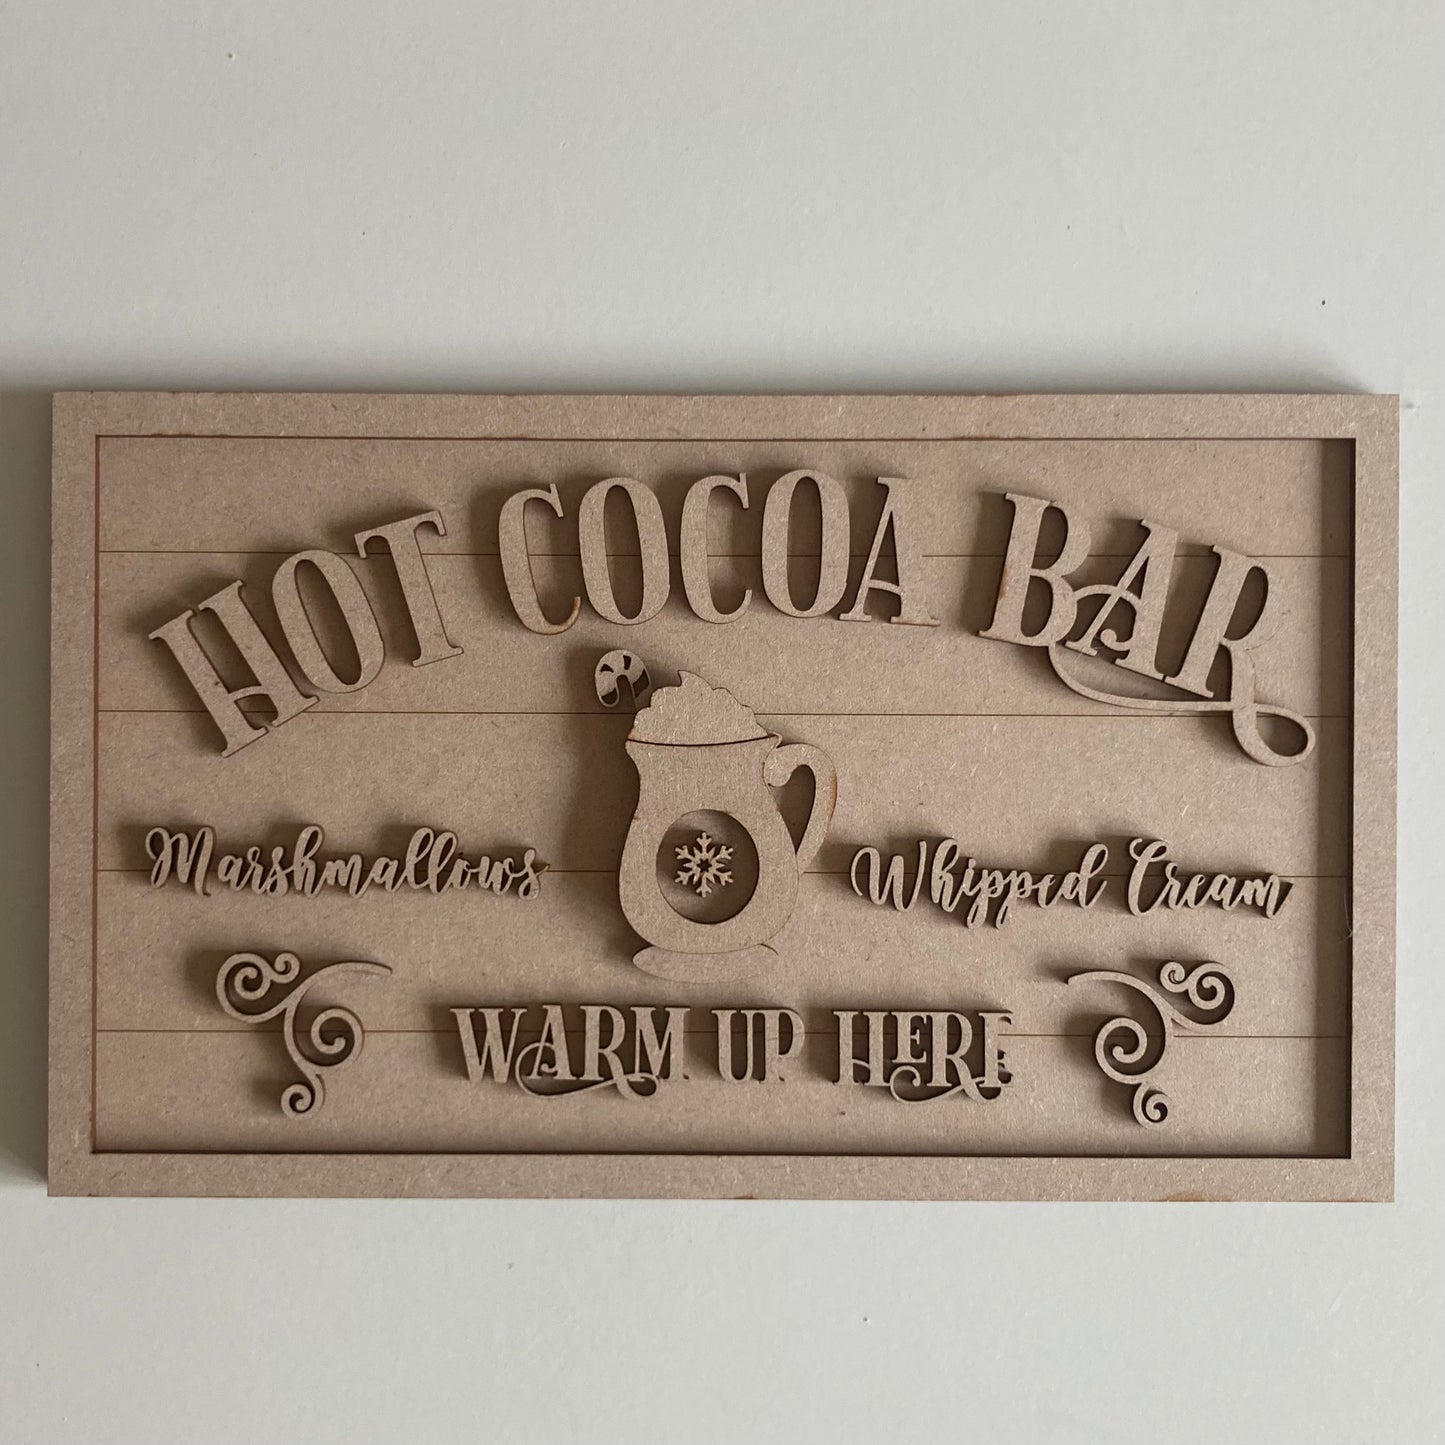 HOT COCOA BAR
Marshmallows
Whipped Cream
WARM UP HERE